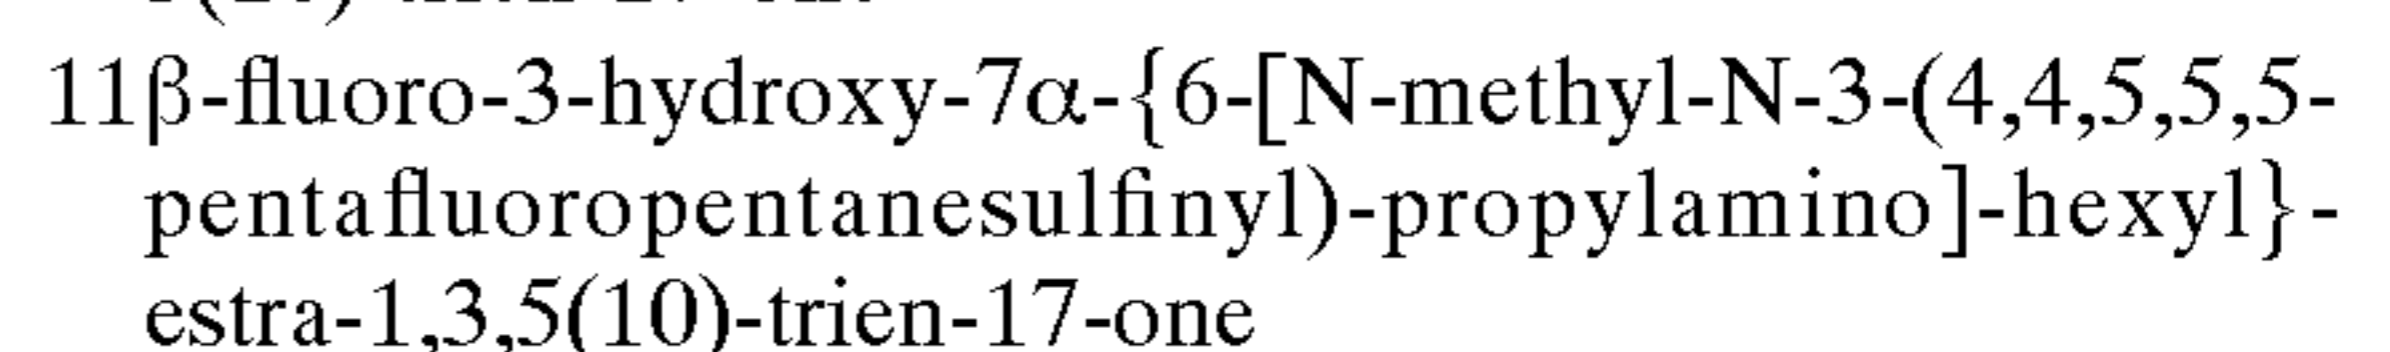 11β-fluoro-3-hydroxy-7α-{6-[N-methyl-N-3-(4,4,5,5,5-
pentafluoropentanesulfinyl)-propylamino]-hexyl}-
estra-1,3,5(10)-trien-17-one